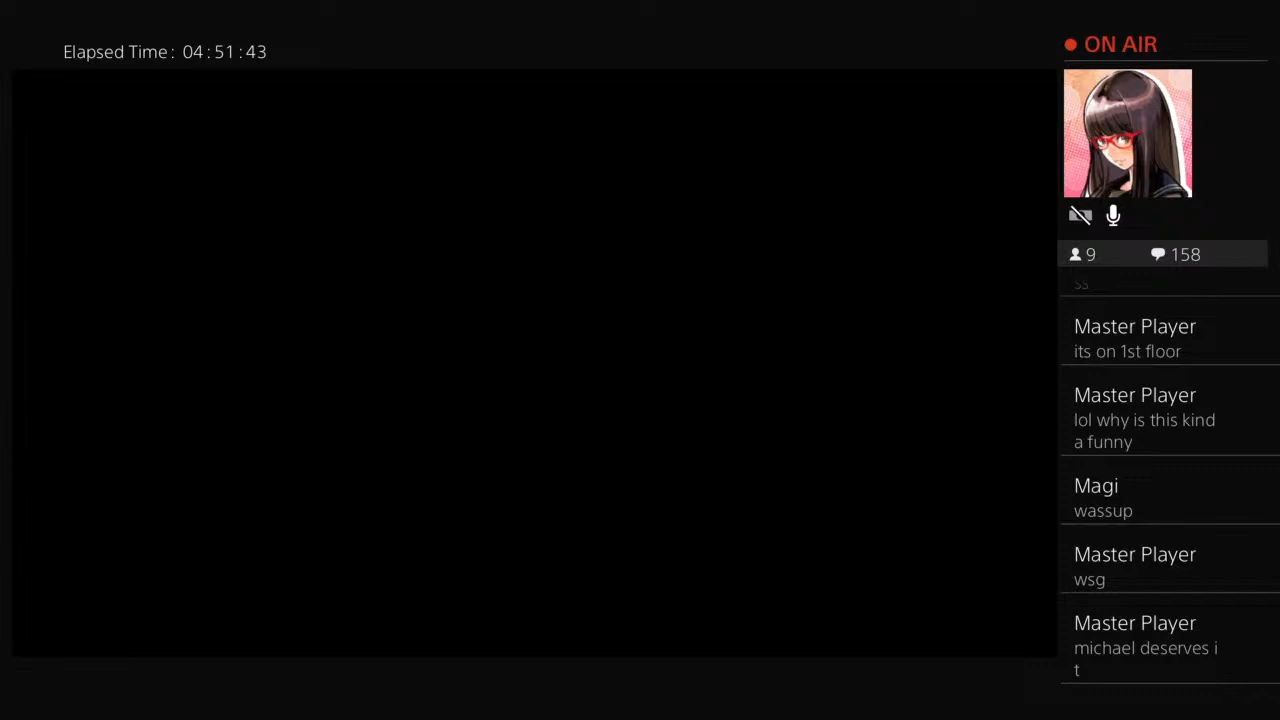 Elapsed Time: 04:51:43
ON AIR
9 158
ss
Master Player
its on 1st floor
Master Player
lol why is this kind
a funny
Magi
wassup
Master Player
wsg
Master Player
michael deserves i
t